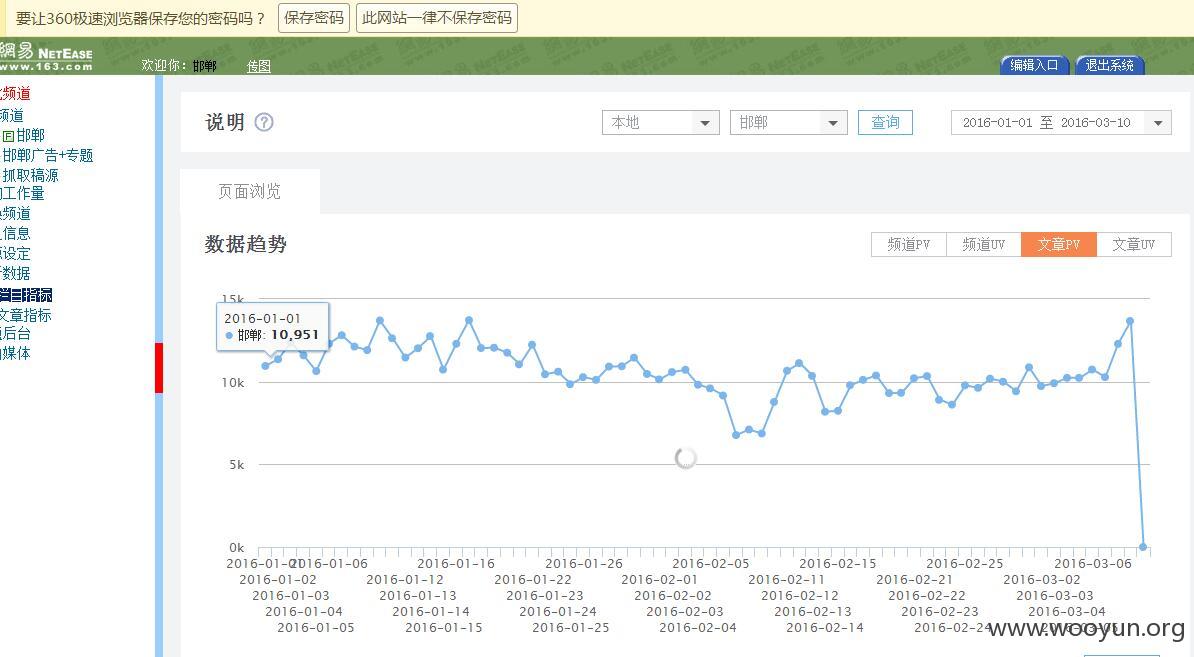 要让360极速浏览器保存您的密码吗？ 保存密码 此网站一律不保存密码
網易 NETEASE
www.163.com
欢迎你: 邯郸 传图 编辑入口 退出系统
频道
频道
邯郸
邯郸广告+专题
抓取稿源
工作量
频道
信息
设定
数据
文章指标
后台
媒体
说明 ? 本地 邯郸 查询 2016-01-01 至 2016-03-10
页面浏览
数据趋势 频道PV 频道UV 文章PV 文章UV
15k
2016-01-01
邯郸: 10,951
10k
5k
0k
2016-01-01 2016-01-06 2016-01-16 2016-01-26 2016-02-05 2016-02-15 2016-02-25 2016-03-06
2016-01-02 2016-01-12 2016-01-22 2016-02-01 2016-02-11 2016-02-21 2016-03-02
2016-01-03 2016-01-13 2016-01-23 2016-02-02 2016-02-12 2016-02-22 2016-03-03
2016-01-04 2016-01-14 2016-01-24 2016-02-03 2016-02-13 2016-02-23 2016-03-04
2016-01-05 2016-01-15 2016-01-25 2016-02-04 2016-02-14 2016-02-24 2016-03-05
www.wooyun.org